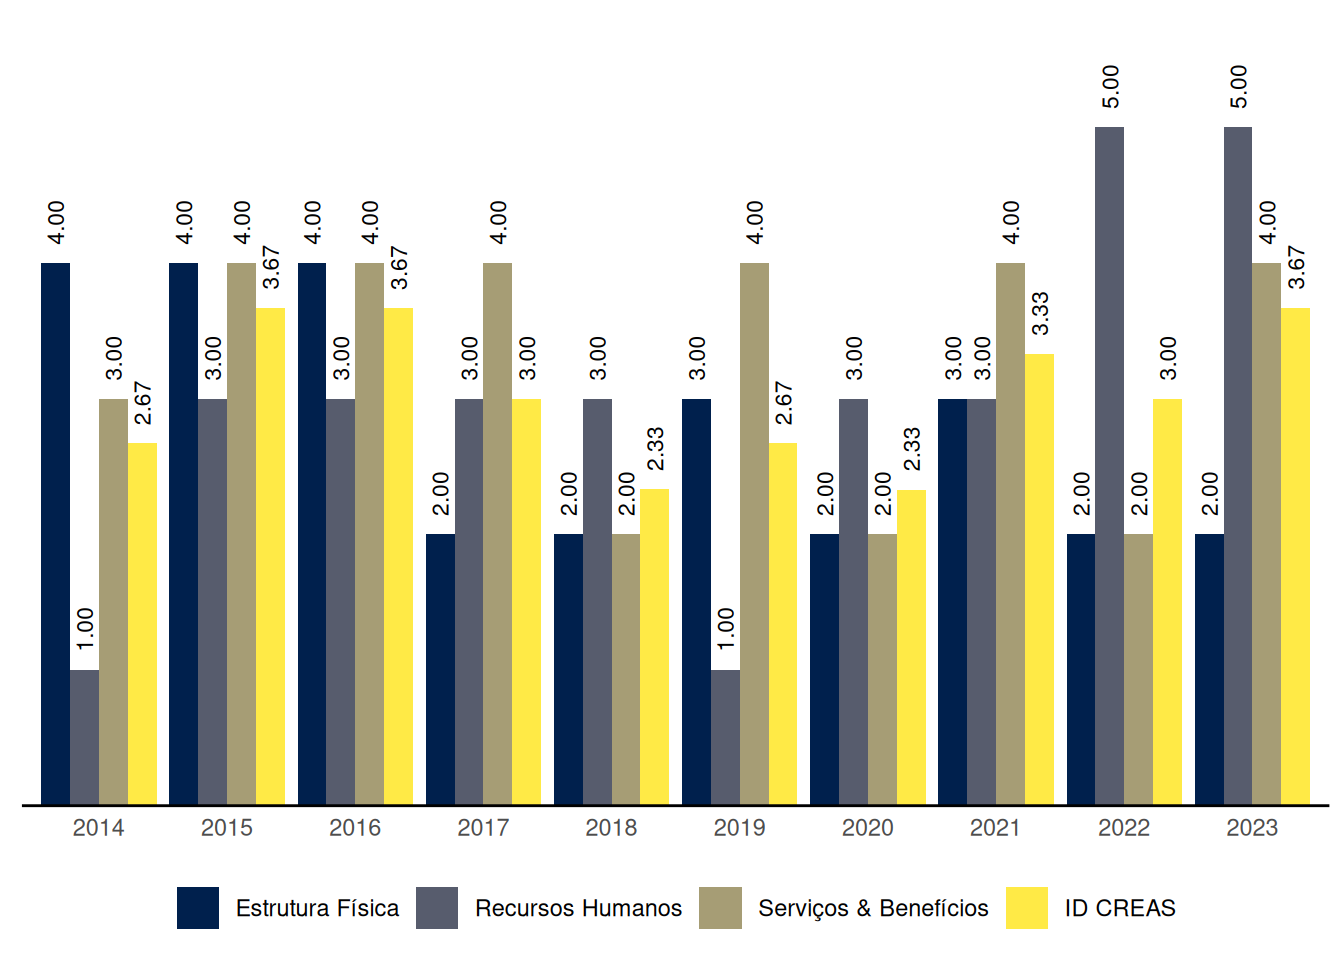 4.00 1.00 3.00 2.67
4.00 3.00 4.00 3.67
4.00 3.00 4.00 3.67
2.00 3.00 4.00 3.00
2.00 3.00 2.00 2.33
3.00 1.00 4.00 2.67
2.00 3.00 2.00 2.33
3.00 3.00 4.00 3.33
2.00 5.00 2.00 3.00
2.00 5.00 4.00 3.67
2014 2015 2016 2017 2018 2019 2020 2021 2022 2023
Estrutura Física Recursos Humanos Serviços & Benefícios ID CREAS